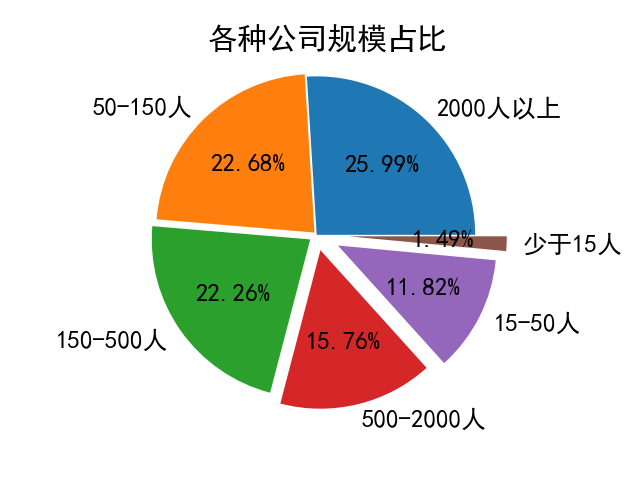 各种公司规模占比
50-150人
2000人以上
22.68%
25.99%
1.49%
少于15人
22.26%
11.82%
15-50人
150-500人
15.76%
500-2000人